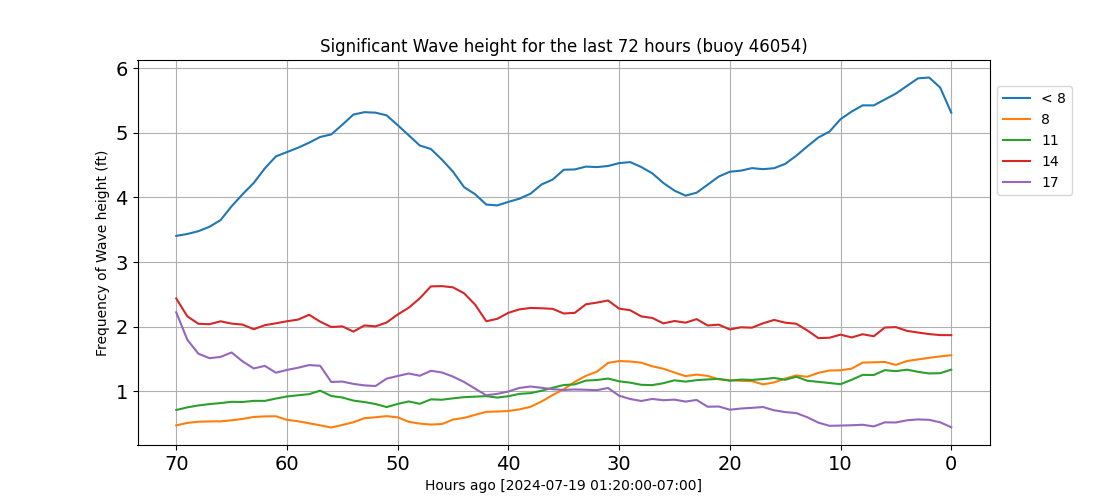 Significant Wave height for the last 72 hours (buoy 46054)
Frequency of Wave height (ft)
6
5
4
3
2
1
70 60 50 40 30 20 10 0
Hours ago [2024-07-19 01:20:00-07:00]
< 8
8
11
14
17